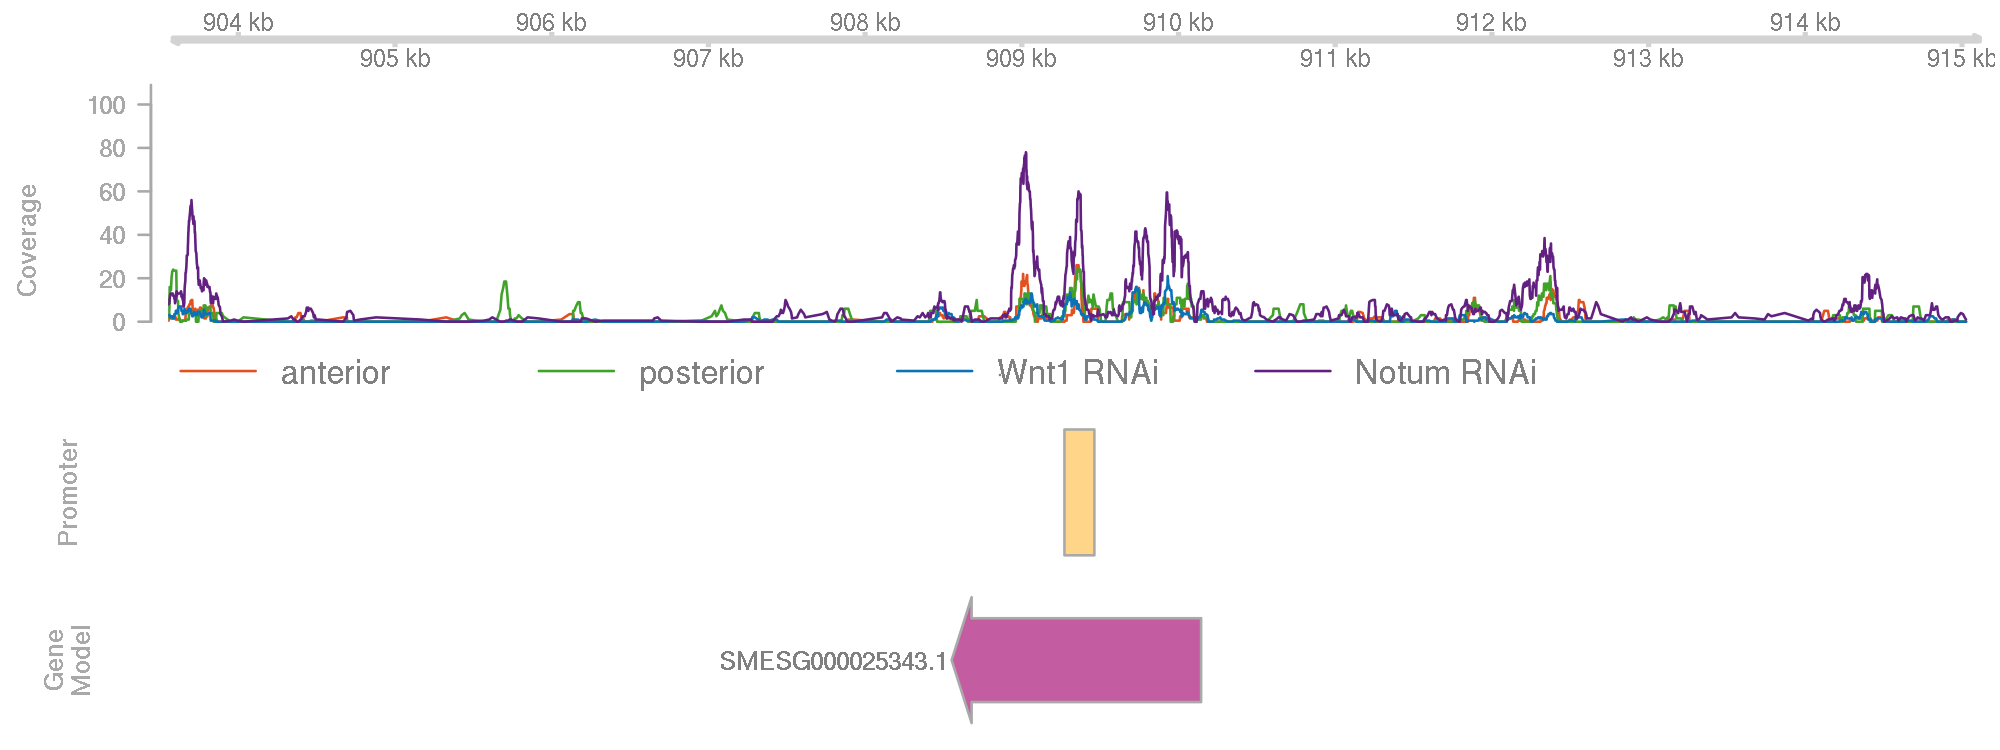 904 kb 906 kb 908 kb 910 kb 912 kb 914 kb
905 kb 907 kb 909 kb 911 kb 913 kb 915 kb
Coverage
100
80
60
40
20
0
anterior posterior Wnt1 RNAi Notum RNAi
Promoter
Gene
Model
SMESG000025343.1